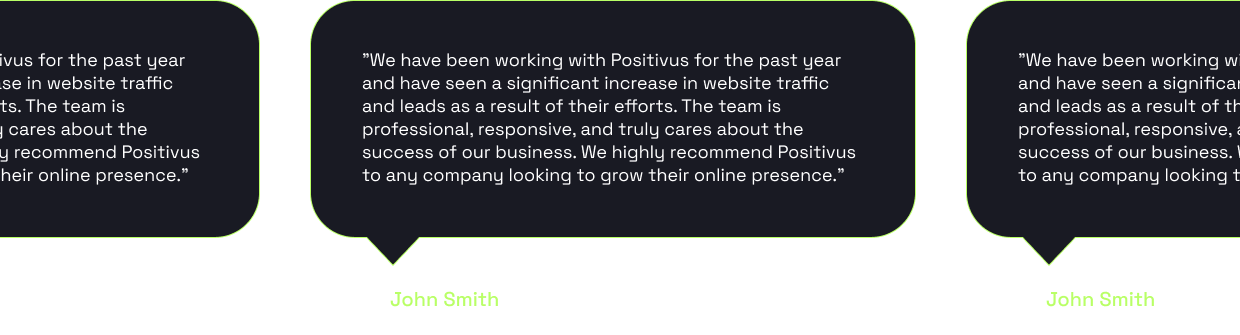 ivus for the past year
ase in website traffic
ts. The team is
y cares about the
y recommend Positivus
heir online presence.”
”We have been working with Positivus for the past year
and have seen a significant increase in website traffic
and leads as a result of their efforts. The team is
professional, responsive, and truly cares about the
success of our business. We highly recommend Positivus
to any company looking to grow their online presence.”
John Smith
”We have been working wi
and have seen a significan
and leads as a result of th
professional, responsive, a
success of our business. W
to any company looking t
John Smith